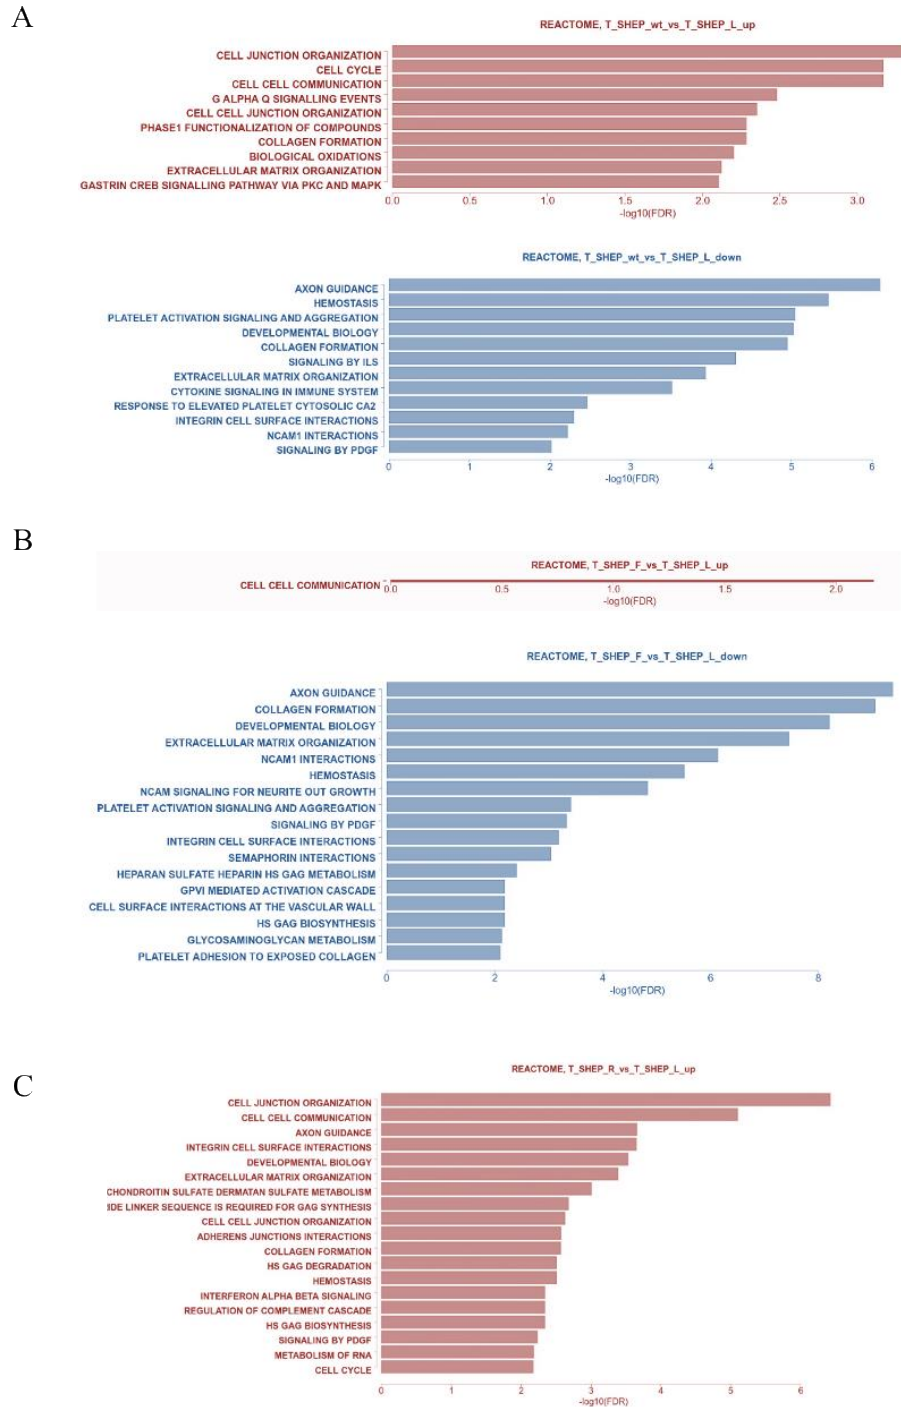 A
REACTOME, T_SHEP_wt_vs_T_SHEP_L_up
CELL JUNCTION ORGANIZATION
CELL CYCLE
CELL CELL COMMUNICATION
G ALPHA Q SIGNALLING EVENTS
CELL CELL JUNCTION ORGANIZATION
PHASE1 FUNCTIONALIZATION OF COMPOUNDS
COLLAGEN FORMATION
BIOLOGICAL OXIDATIONS
EXTRACELLULAR MATRIX ORGANIZATION
GASTRIN CREB SIGNALLING PATHWAY VIA PKC AND MAPK
0.0 0.5 1.0 1.5 2.0 2.5 3.0
-log10(FDR)
REACTOME, T_SHEP_wt_vs_T_SHEP_L_down
AXON GUIDANCE
HEMOSTASIS
PLATELET ACTIVATION SIGNALING AND AGGREGATION
DEVELOPMENTAL BIOLOGY
COLLAGEN FORMATION
SIGNALING BY ILS
EXTRACELLULAR MATRIX ORGANIZATION
CYTOKINE SIGNALING IN IMMUNE SYSTEM
RESPONSE TO ELEVATED PLATELET CYTOSOLIC CA2
INTEGRIN CELL SURFACE INTERACTIONS
NCAM1 INTERACTIONS
SIGNALING BY PDGF
0 1 2 3 4 5 6
-log10(FDR)
B
REACTOME, T_SHEP_F_vs_T_SHEP_L_up
CELL CELL COMMUNICATION
0.0 0.5 1.0 1.5 2.0
-log10(FDR)
REACTOME, T_SHEP_F_vs_T_SHEP_L_down
AXON GUIDANCE
COLLAGEN FORMATION
DEVELOPMENTAL BIOLOGY
EXTRACELLULAR MATRIX ORGANIZATION
NCAM1 INTERACTIONS
HEMOSTASIS
NCAM SIGNALING FOR NEURITE OUT GROWTH
PLATELET ACTIVATION SIGNALING AND AGGREGATION
SIGNALING BY PDGF
INTEGRIN CELL SURFACE INTERACTIONS
SEMAPHORIN INTERACTIONS
HEPARAN SULFATE HEPARIN HS GAG METABOLISM
GPVI MEDIATED ACTIVATION CASCADE
CELL SURFACE INTERACTIONS AT THE VASCULAR WALL
HS GAG BIOSYNTHESIS
GLYCOSAMINOGLYCAN METABOLISM
PLATELET ADHESION TO EXPOSED COLLAGEN
0 2 4 6 8
-log10(FDR)
C
REACTOME, T_SHEP_R_vs_T_SHEP_L_up
CELL JUNCTION ORGANIZATION
CELL CELL COMMUNICATION
AXON GUIDANCE
INTEGRIN CELL SURFACE INTERACTIONS
DEVELOPMENTAL BIOLOGY
EXTRACELLULAR MATRIX ORGANIZATION
CHONDROITIN SULFATE DERMATAN SULFATE METABOLISM
IDE LINKER SEQUENCE IS REQUIRED FOR GAG SYNTHESIS
CELL CELL JUNCTION ORGANIZATION
ADHERENS JUNCTIONS INTERACTIONS
COLLAGEN FORMATION
HS GAG DEGRADATION
HEMOSTASIS
INTERFERON ALPHA BETA SIGNALING
REGULATION OF COMPLEMENT CASCADE
HS GAG BIOSYNTHESIS
SIGNALING BY PDGF
METABOLISM OF RNA
CELL CYCLE
0 1 2 3 4 5 6
-log10(FDR)